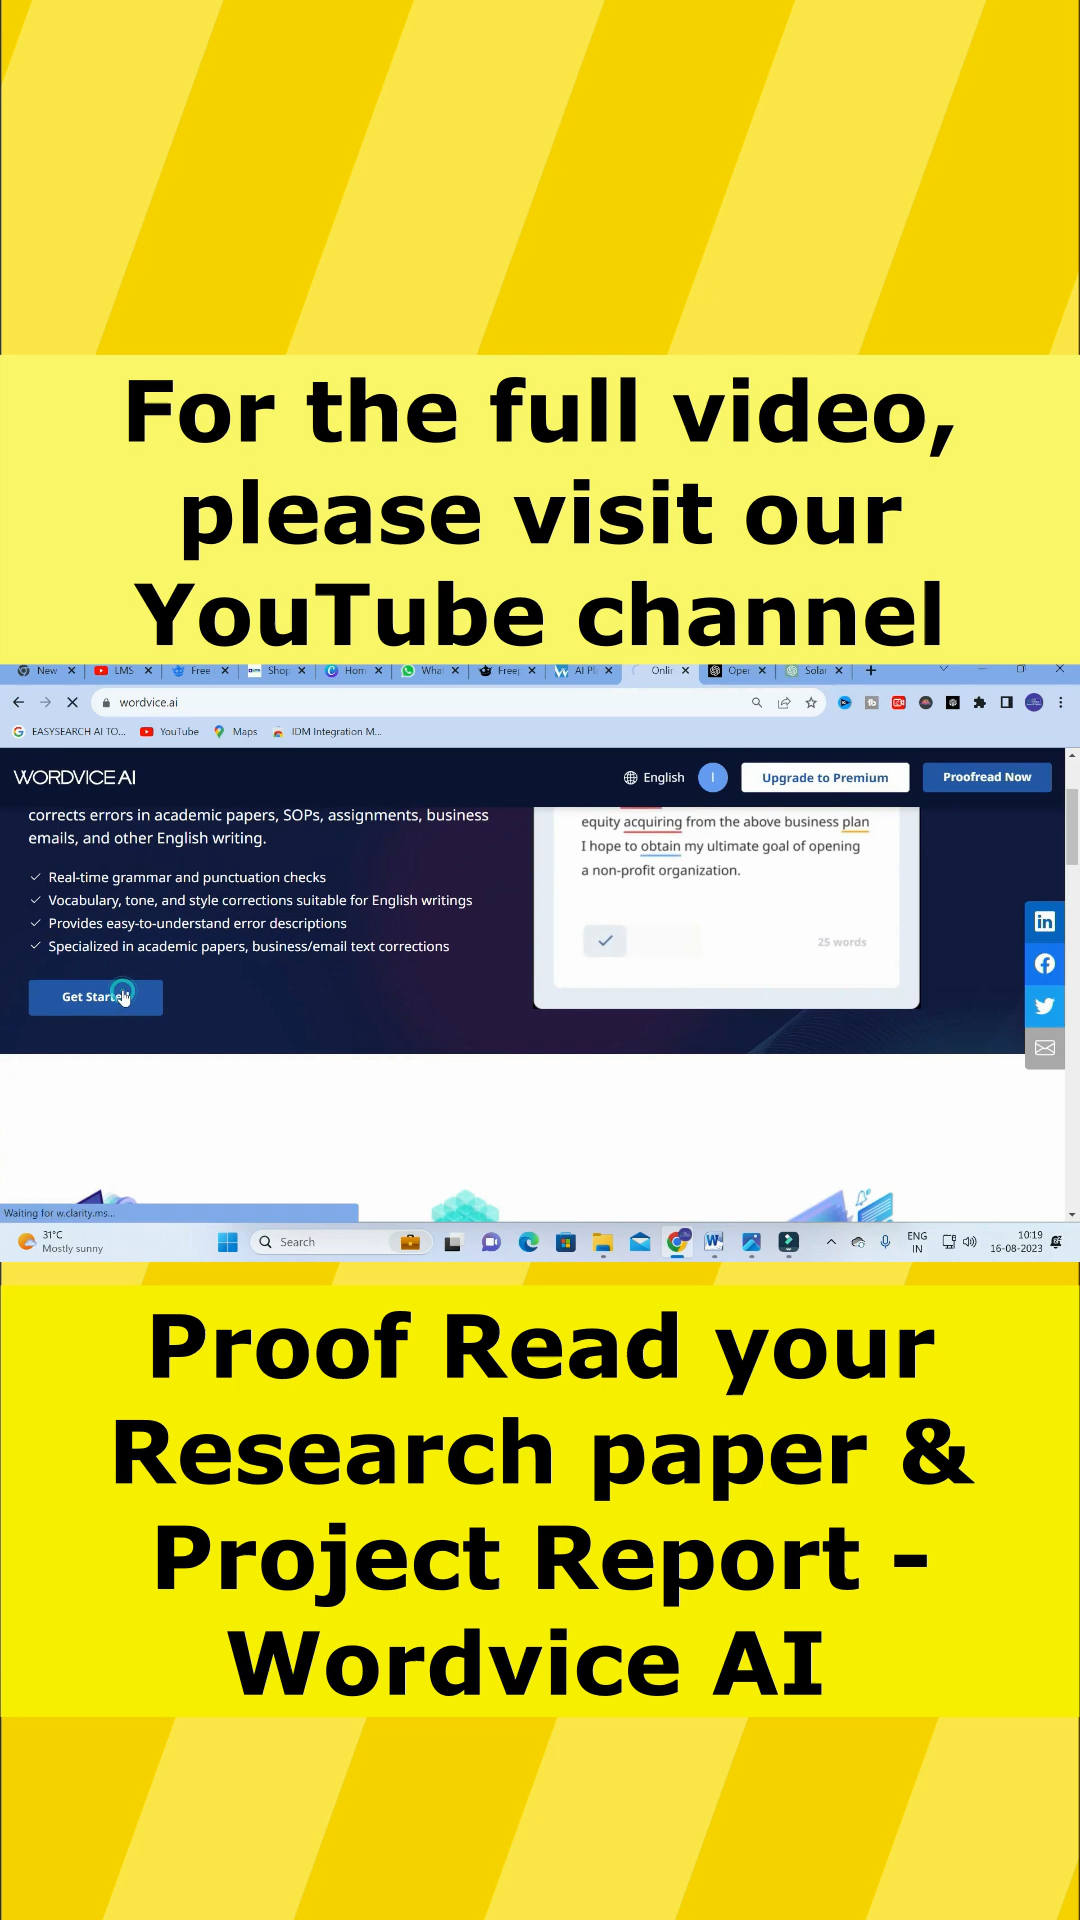 For the full video,
please visit our
YouTube channel
New
LMS
Free
Shop
Hom
What
Freep
AI Pl
Onlin
Open
Solar
wordvice.ai
EASYSEARCH AI TO...
YouTube
Maps
IDM Integration M...
WORDVICE AI
English
I
Upgrade to Premium
Proofread Now
corrects errors in academic papers, SOPs, assignments, business
emails, and other English writing.
Real-time grammar and punctuation checks
Vocabulary, tone, and style corrections suitable for English writings
Provides easy-to-understand error descriptions
Specialized in academic papers, business/email text corrections
Get Started
equity acquiring from the above business plan
I hope to obtain my ultimate goal of opening
a non-profit organization.
25 words
Waiting for w.clarity.ms...
31°C
Mostly sunny
Search
ENG
IN
10:19
16-08-2023
Proof Read your
Research paper &
Project Report -
Wordvice AI